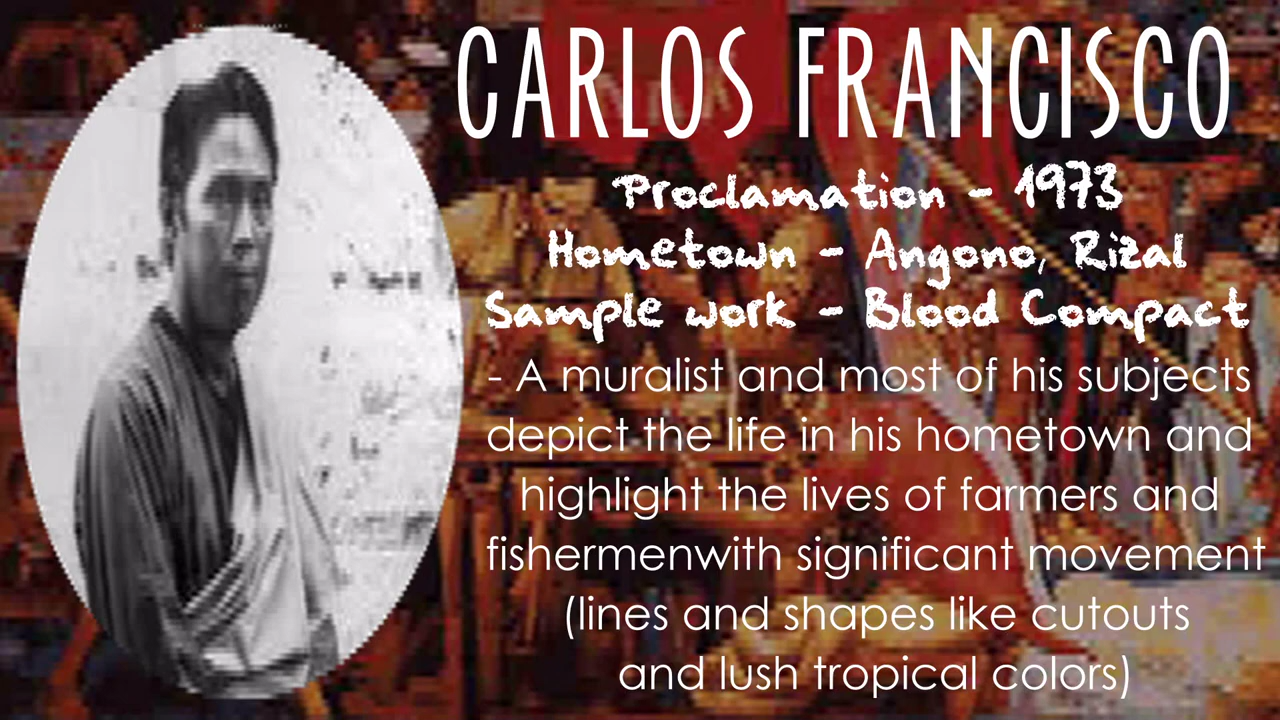 CARLOS FRANCISCO
Proclamation - 1973
Hometown - Angono, Rizal
Sample work - Blood Compact
- A muralist and most of his subjects
depict the life in his hometown and
highlight the lives of farmers and
fishermenwith significant movement
(lines and shapes like cutouts
and lush tropical colors)